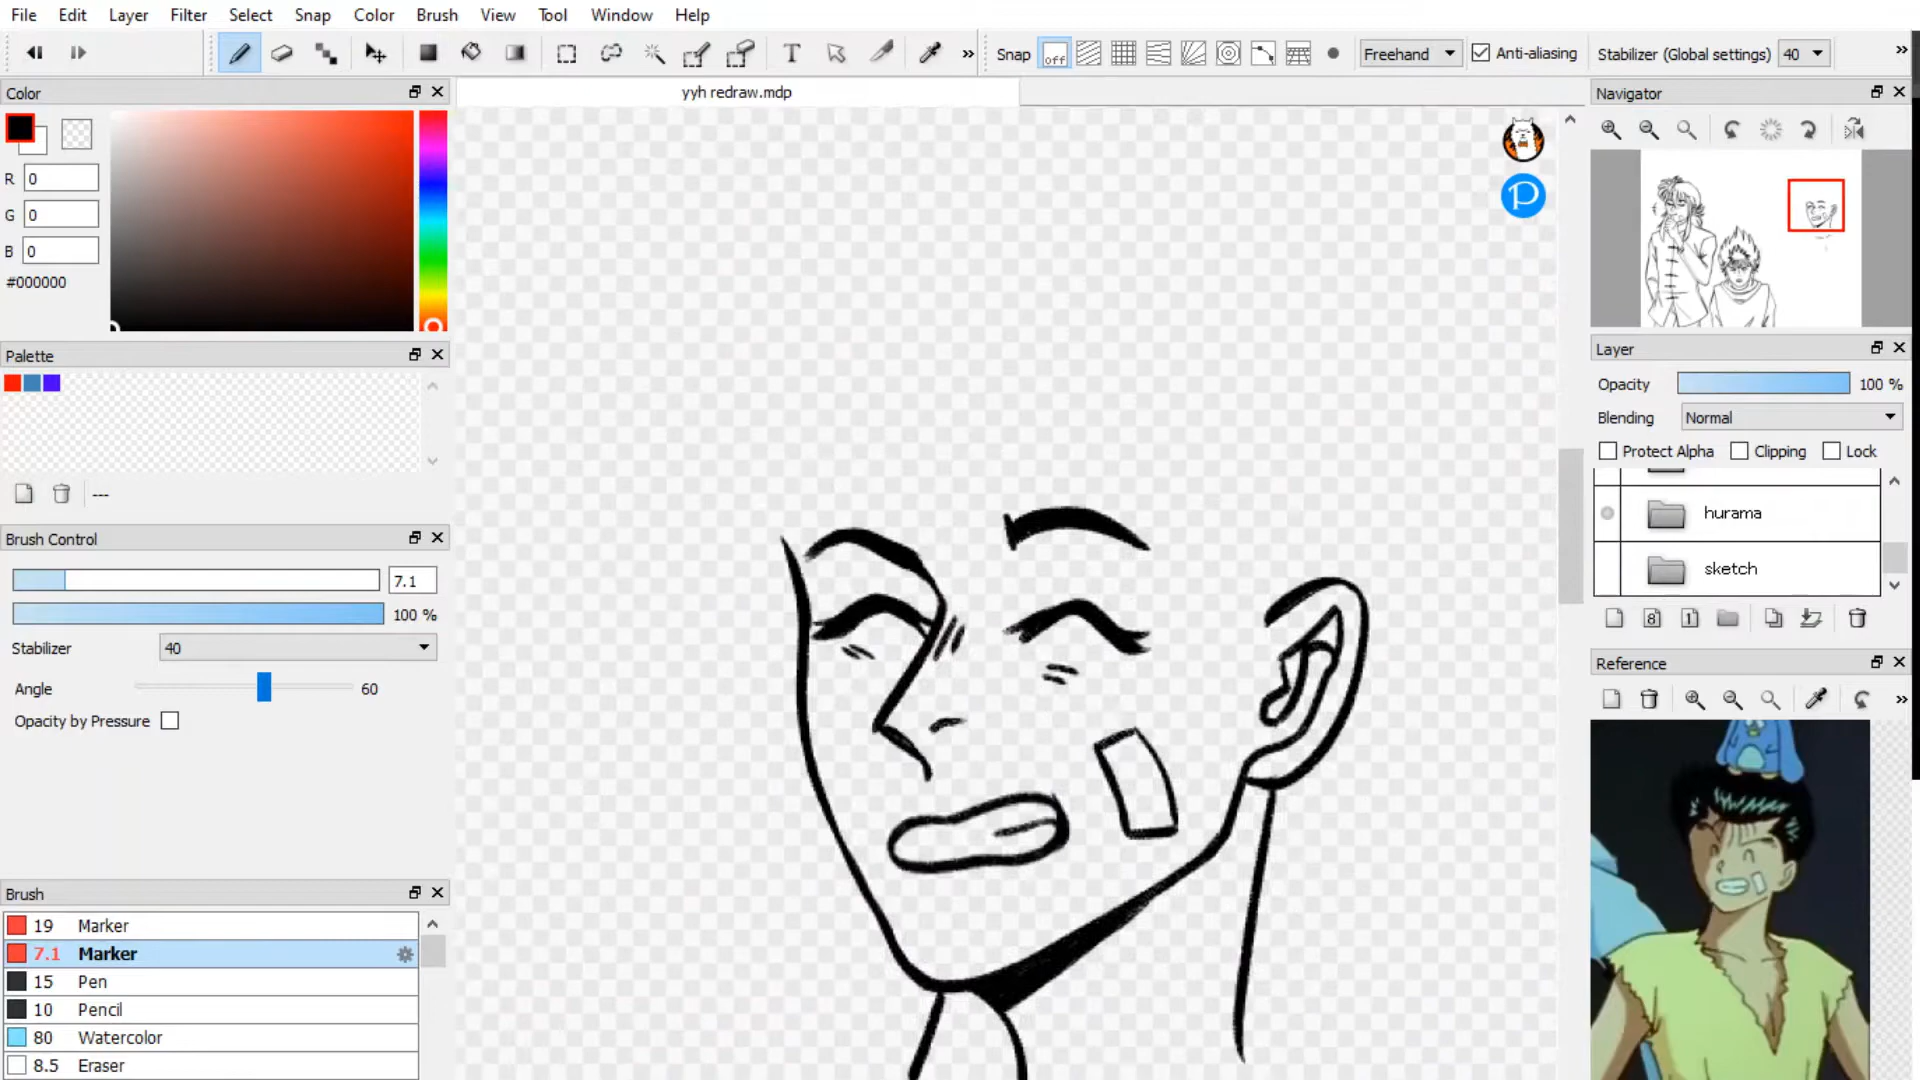 File Edit Layer Filter Select Snap Color Brush View Tool Window Help
T Snap off Freehand Anti-aliasing Stabilizer (Global settings) 40
Color
yyh redraw.mdp
Navigator
R 0
G 0
B 0
#000000
Palette
---
Brush Control
7.1
100 %
Stabilizer 40
Angle 60
Opacity by Pressure
Brush
19 Marker
7.1 Marker
15 Pen
10 Pencil
80 Watercolor
8.5 Eraser
P
Layer
Opacity 100 %
Blending Normal
Protect Alpha Clipping Lock
hurama
sketch
8 1
Reference